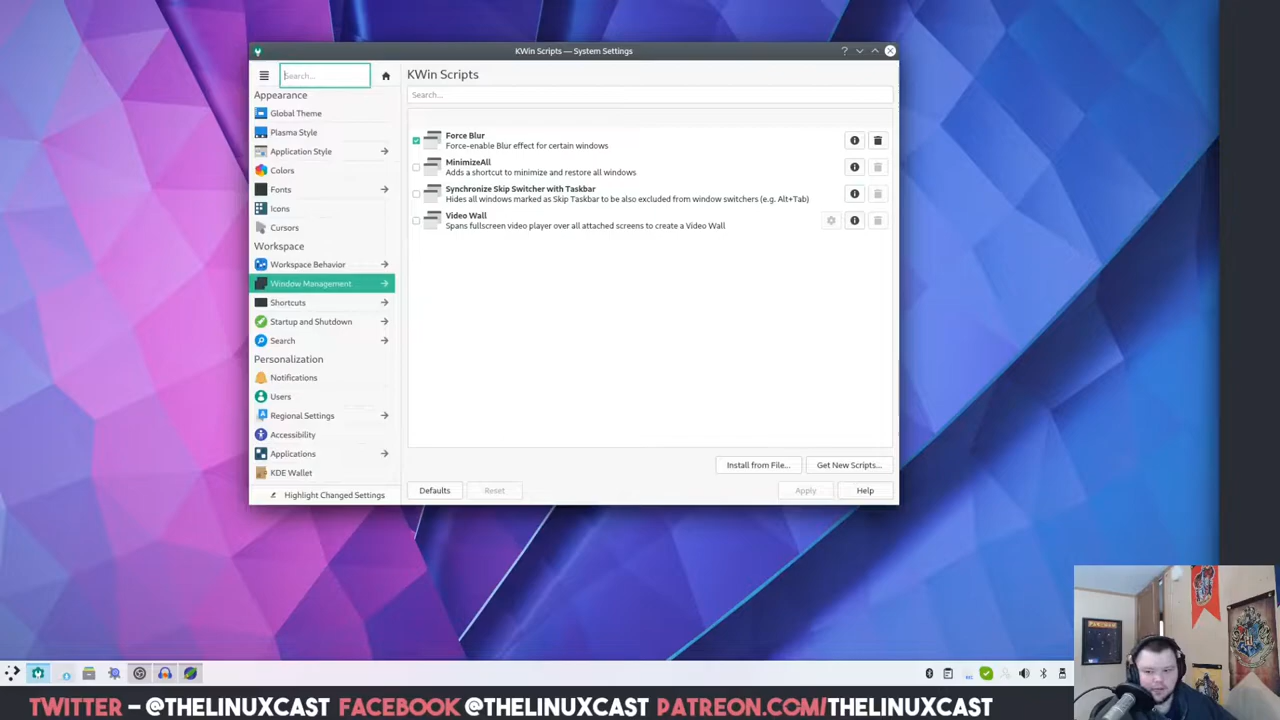 KWin Scripts — System Settings
Search...
KWin Scripts
Search...
Appearance
Global Theme
Plasma Style
Application Style
Colors
Fonts
Icons
Cursors
Workspace
Workspace Behavior
Window Management
Shortcuts
Startup and Shutdown
Search
Personalization
Notifications
Users
Regional Settings
Accessibility
Applications
KDE Wallet
Highlight Changed Settings
Force Blur
Force-enable Blur effect for certain windows
MinimizeAll
Adds a shortcut to minimize and restore all windows
Synchronize Skip Switcher with Taskbar
Hides all windows marked as Skip Taskbar to be also excluded from window switchers (e.g. Alt+Tab)
Video Wall
Spans fullscreen video player over all attached screens to create a Video Wall
Install from File... Get New Scripts...
Defaults Reset Apply Help
TWITTER – @THELINUXCAST FACEBOOK @THELINUXCAST PATREON.COM/THELINUXCAST